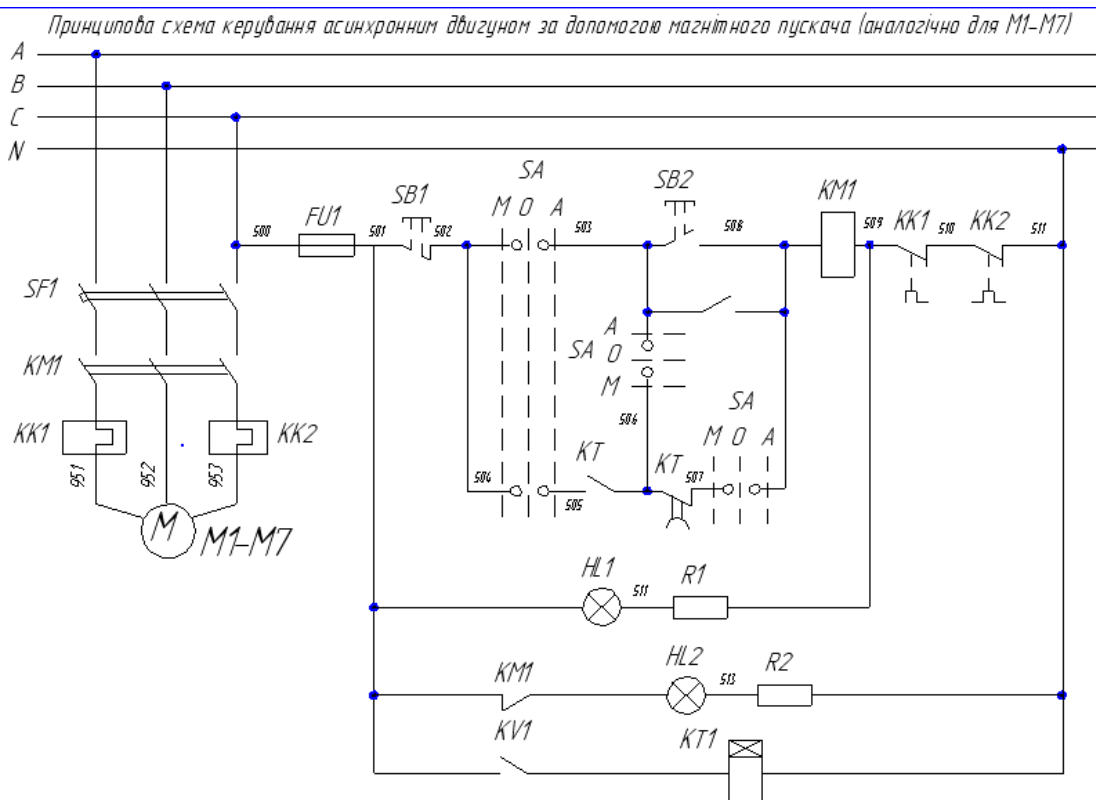 Принципова схема керування асинхронним двигуном за допомогою магнітного пускача (аналогічно для М1-М7)
A
B
C
N
SA
SB1
SB2
KM1
M O A
FU1
500
501
502
503
508
509
KK1
510
KK2
511
SF1
A
SA O
M
KM1
SA
KK1
KK2
506
M O A
951
952
953
504
KT
KT
507
505
M
M1-M7
HL1
511
R1
HL2
R2
KM1
513
KV1
KT1